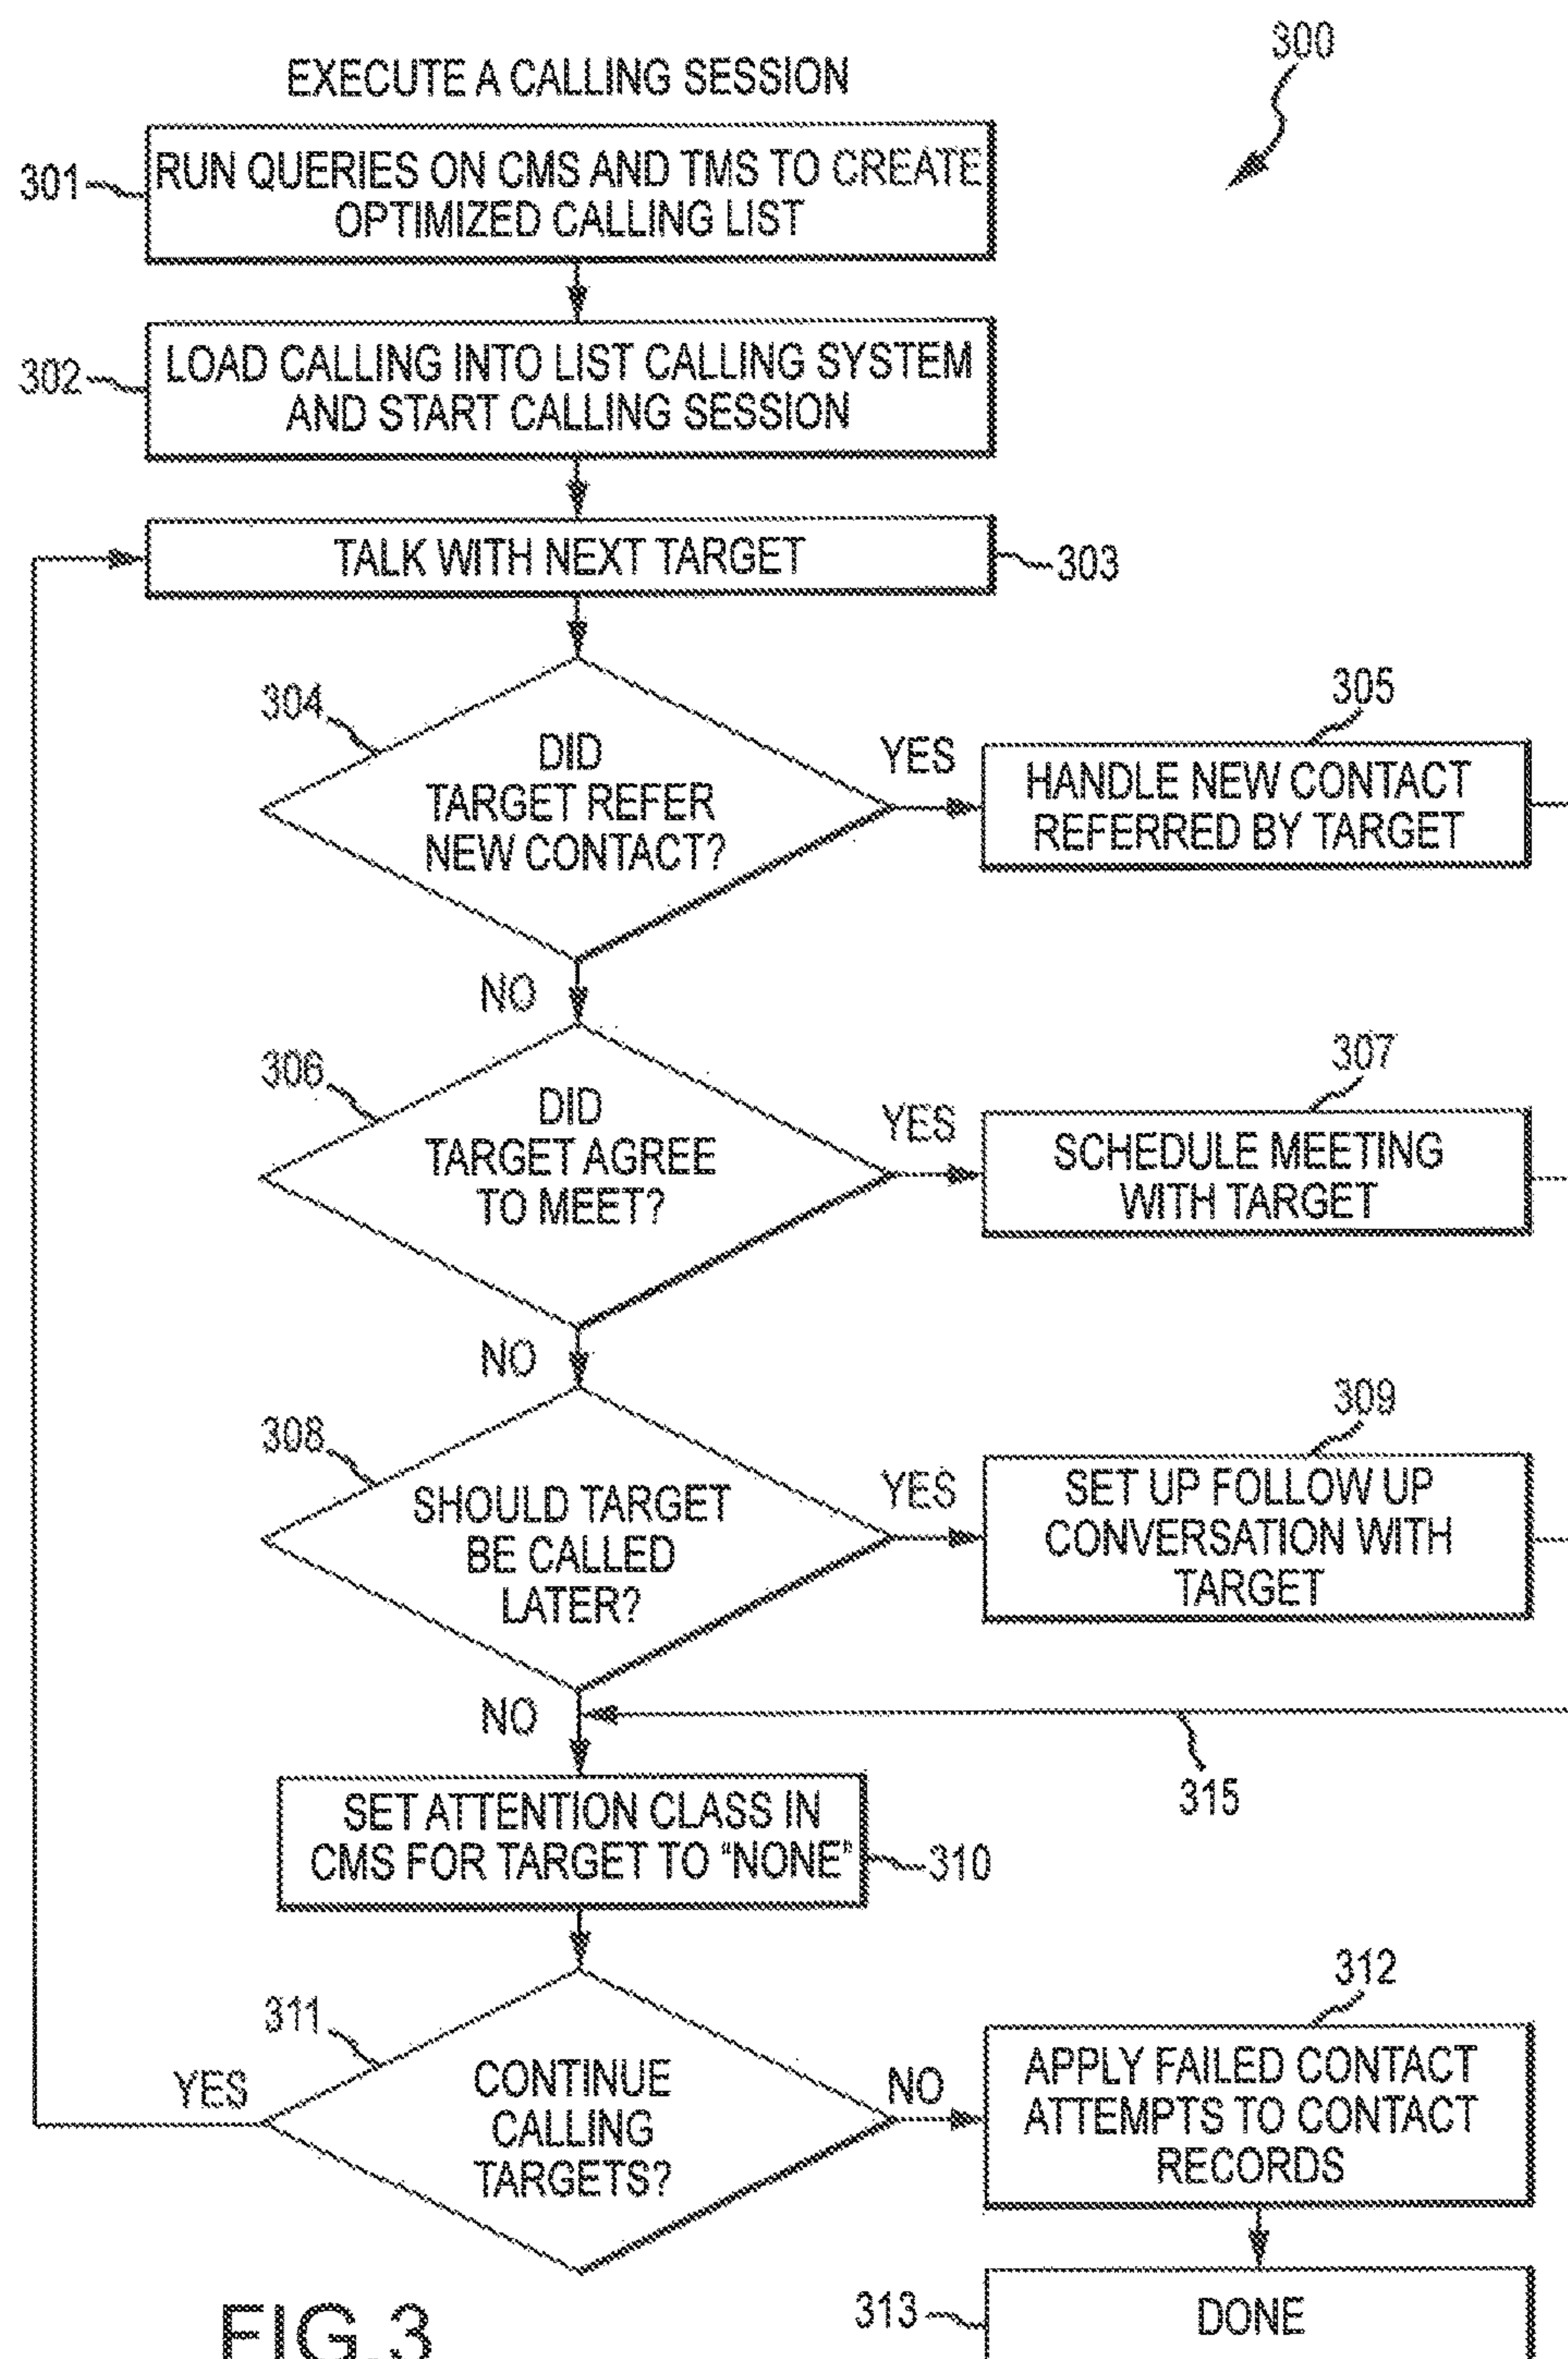 300
EXECUTE A CALLING SESSION
301
RUN QUERIES ON CMS AND TMS TO CREATE
OPTIMIZED CALLING LIST
302
LOAD CALLING INTO LIST CALLING SYSTEM
AND START CALLING SESSION
TALK WITH NEXT TARGET
303
304
DID
TARGET REFER
NEW CONTACT?
YES
305
HANDLE NEW CONTACT
REFERRED BY TARGET
NO
306
DID
TARGET AGREE
TO MEET?
YES
307
SCHEDULE MEETING
WITH TARGET
NO
308
SHOULD TARGET
BE CALLED
LATER?
YES
309
SET UP FOLLOW UP
CONVERSATION WITH
TARGET
NO
315
SET ATTENTION CLASS IN
CMS FOR TARGET TO "NONE"
310
311
YES
CONTINUE
CALLING
TARGETS?
NO
312
APPLY FAILED CONTACT
ATTEMPTS TO CONTACT
RECORDS
313
DONE
FIG.3